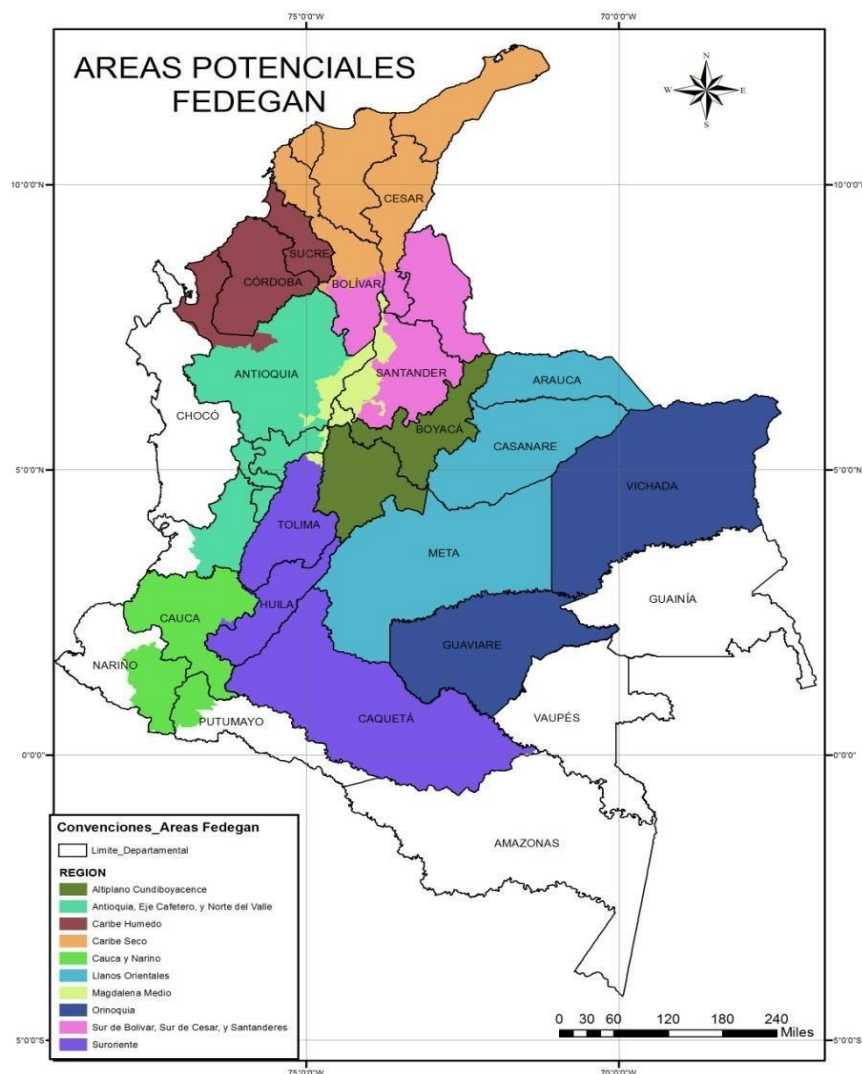 75°0'0"W
70°0'0"W
AREAS POTENCIALES
FEDEGAN
N
W
E
S
10°0'0"N
10°0'0"N
CESAR
SUCRE
CÓRDOBA
BOLÍVAR
ANTIOQUIA
SANTANDER
ARAUCA
CHOCÓ
BOYACÁ
CASANARE
5°0'0"N
5°0'0"N
VICHADA
TOLIMA
META
GUAINÍA
HUILA
CAUCA
GUAVIARE
NARIÑO
PUTUMAYO
CAQUETÁ
VAUPÉS
0°0'0"
0°0'0"
AMAZONAS
Convenciones_Areas Fedegan
Limite_Departamental
REGION
Altiplano Cundiboyacence
Antioquia, Eje Cafetero, y Norte del Valle
Caribe Humedo
Caribe Seco
Cauca y Narino
Llanos Orientales
Magdalena Medio
Orinoquia
Sur de Bolivar, Sur de Cesar, y Santanderes
Suroriente
0 30 60 120 180 240
Miles
5°0'0"S
5°0'0"S
75°0'0"W
70°0'0"W